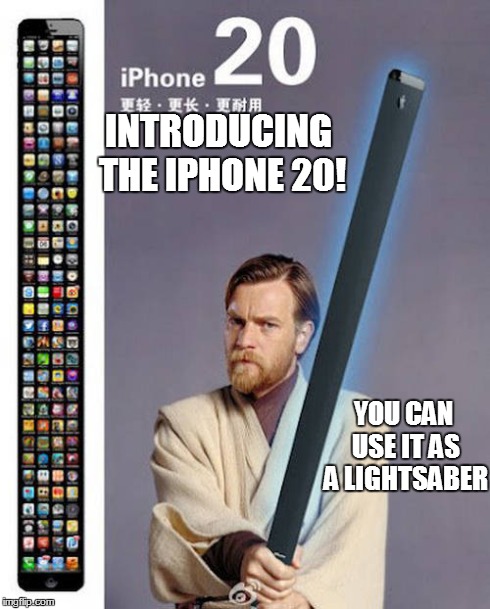 iPhone 20
更轻·更长·更耐用
INTRODUCING
THE IPHONE 20!
YOU CAN
USE IT AS
A LIGHTSABER
imgflip.com